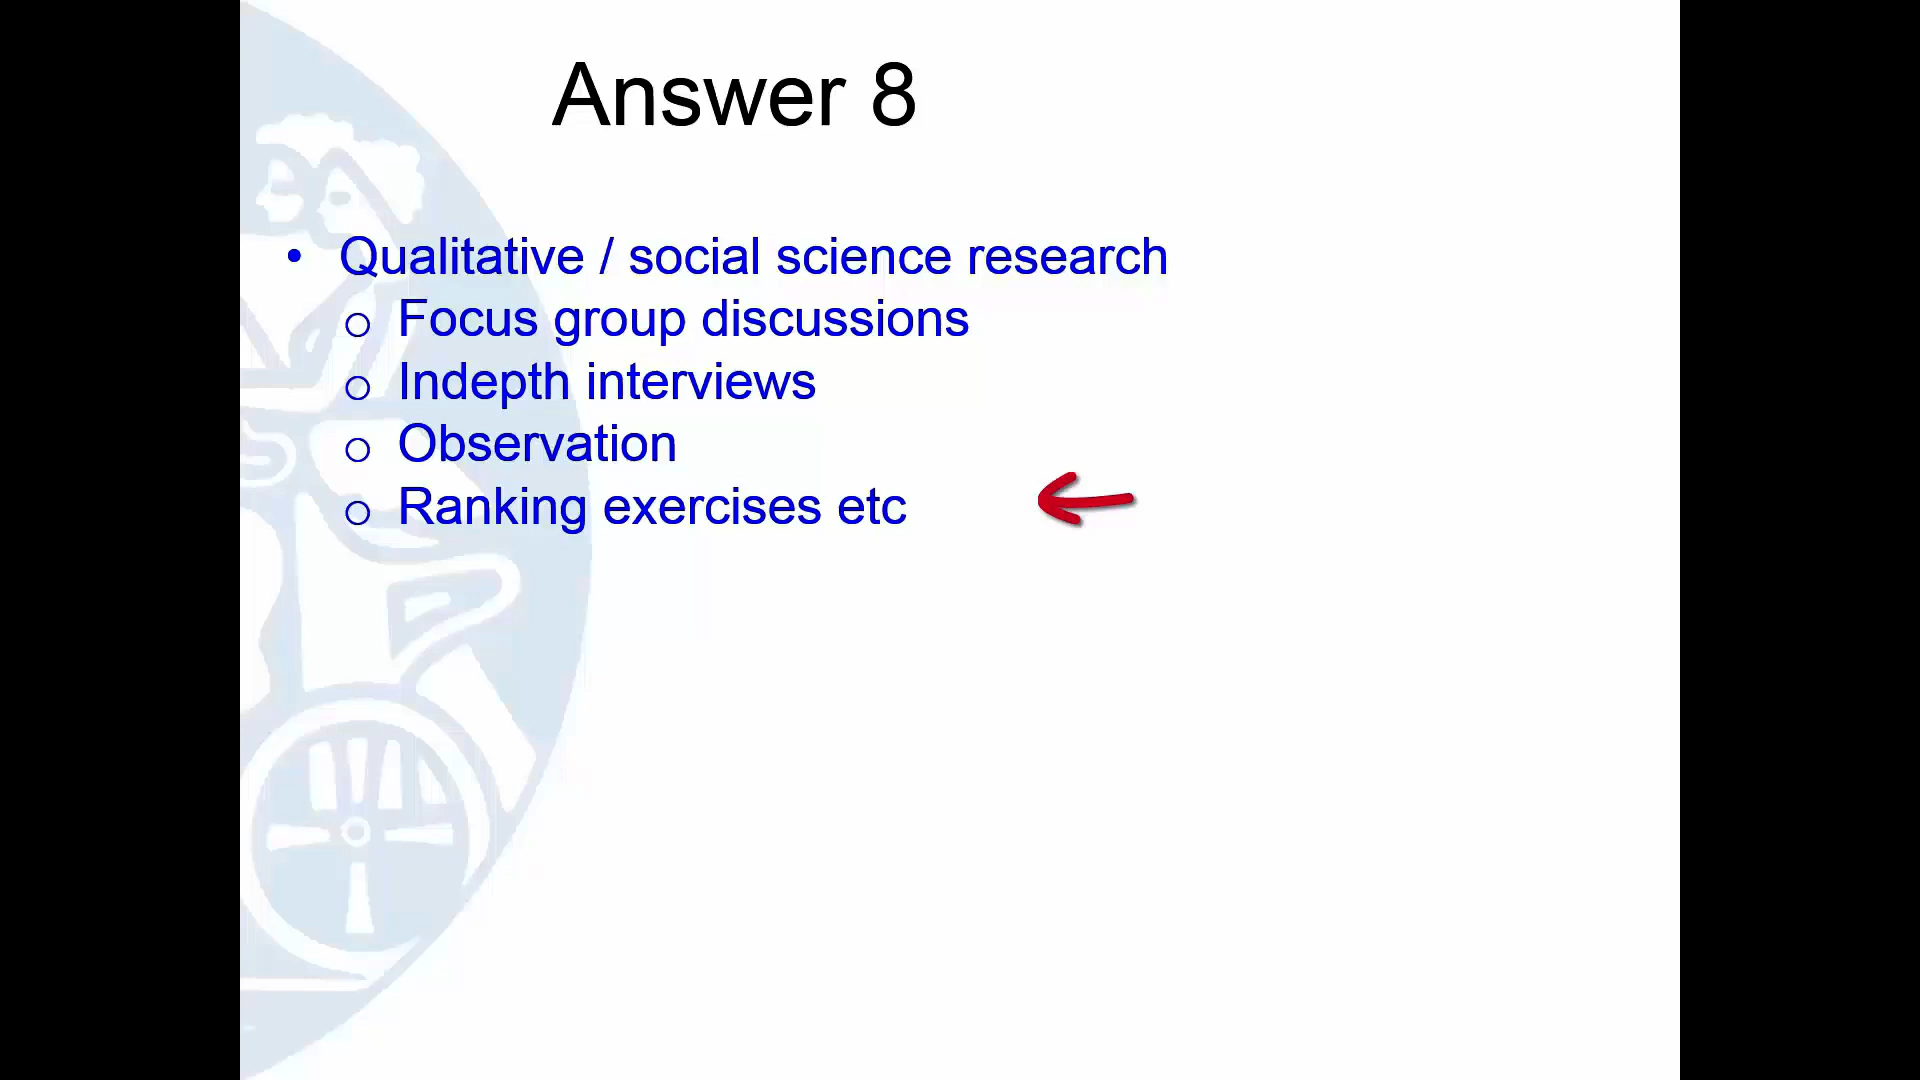 Answer 8
• Qualitative / social science research
o Focus group discussions
o Indepth interviews
o Observation
o Ranking exercises etc